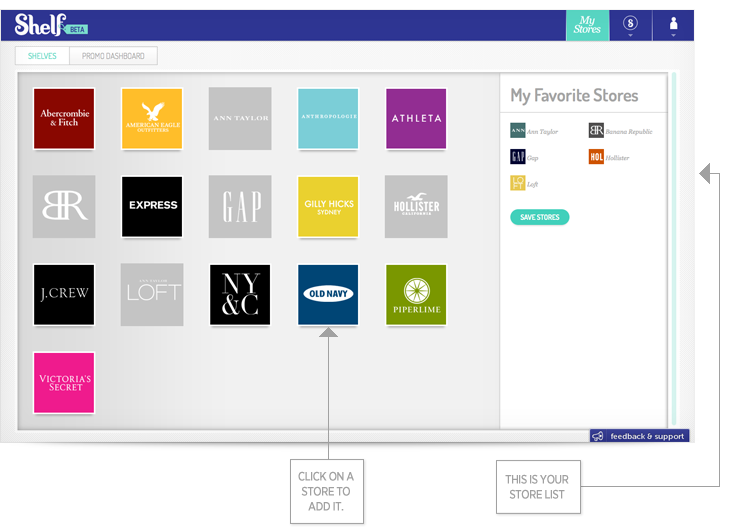 Shelf BETA
My
Stores
SHELVES PROMO DASHBOARD
Abercrombie
& Fitch
AMERICAN EAGLE
OUTFITTERS
ANN TAYLOR
ANTHROPOLOGIE
ATHLETA
BR
EXPRESS
GAP
GILLY HICKS
SYDNEY
HOLLISTER
CALIFORNIA
J.CREW
ANN TAYLOR
LOFT
NY
&C
OLD NAVY
PIPERLIME
VICTORIA'S
SECRET
My Favorite Stores
ANN Ann Taylor
BR Banana Republic
GAP Gap
HOL Hollister
LO
FT Loft
SAVE STORES
feedback & support
CLICK ON A
STORE TO
ADD IT.
THIS IS YOUR
STORE LIST